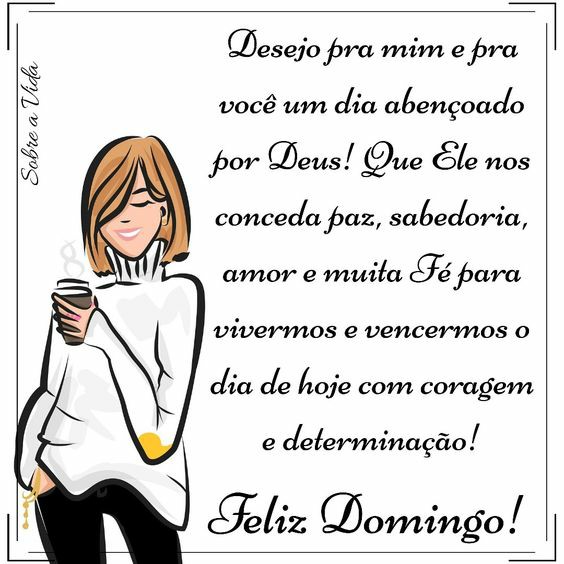 Sobre a Vida
Desejo pra mim e pra
você um dia abençoado
por Deus! Que Ele nos
conceda paz, sabedoria,
amor e muita Fé para
vivermos e vencermos o
dia de hoje com coragem
e determinação!
Feliz Domingo!